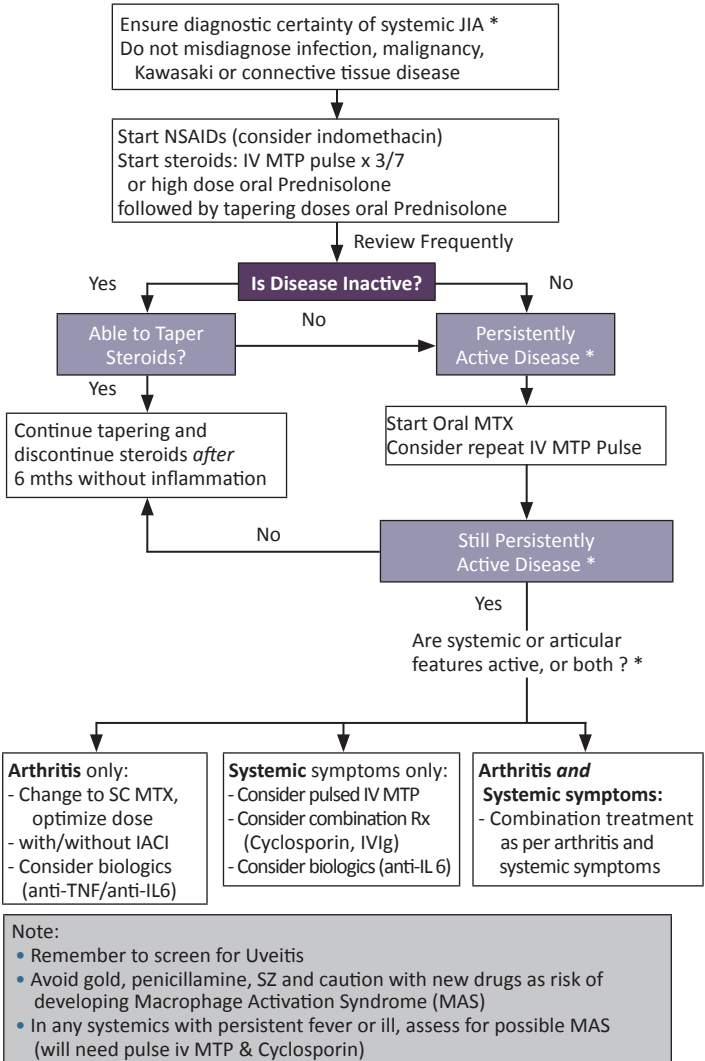 Ensure diagnostic certainty of systemic JIA *
Do not misdiagnose infection, malignancy,
Kawasaki or connective tissue disease
Start NSAIDs (consider indomethacin)
Start steroids: IV MTP pulse x 3/7
or high dose oral Prednisolone
followed by tapering doses oral Prednisolone
Review Frequently
Is Disease Inactive?
Yes
No
Able to Taper
Steroids?
No
Persistently
Active Disease *
Yes
Continue tapering and
discontinue steroids after
6 mths without inflammation
Start Oral MTX
Consider repeat IV MTP Pulse
No
Still Persistently
Active Disease *
Yes
Are systemic or articular
features active, or both ? *
Arthritis only:
- Change to SC MTX,
optimize dose
- with/without IACI
- Consider biologics
(anti-TNF/anti-IL6)
Systemic symptoms only:
- Consider pulsed IV MTP
- Consider combination Rx
(Cyclosporin, IVIg)
- Consider biologics (anti-IL 6)
Arthritis and
Systemic symptoms:
- Combination treatment
as per arthritis and
systemic symptoms
Note:
• Remember to screen for Uveitis
• Avoid gold, penicillamine, SZ and caution with new drugs as risk of
developing Macrophage Activation Syndrome (MAS)
• In any systemics with persistent fever or ill, assess for possible MAS
(will need pulse iv MTP & Cyclosporin)